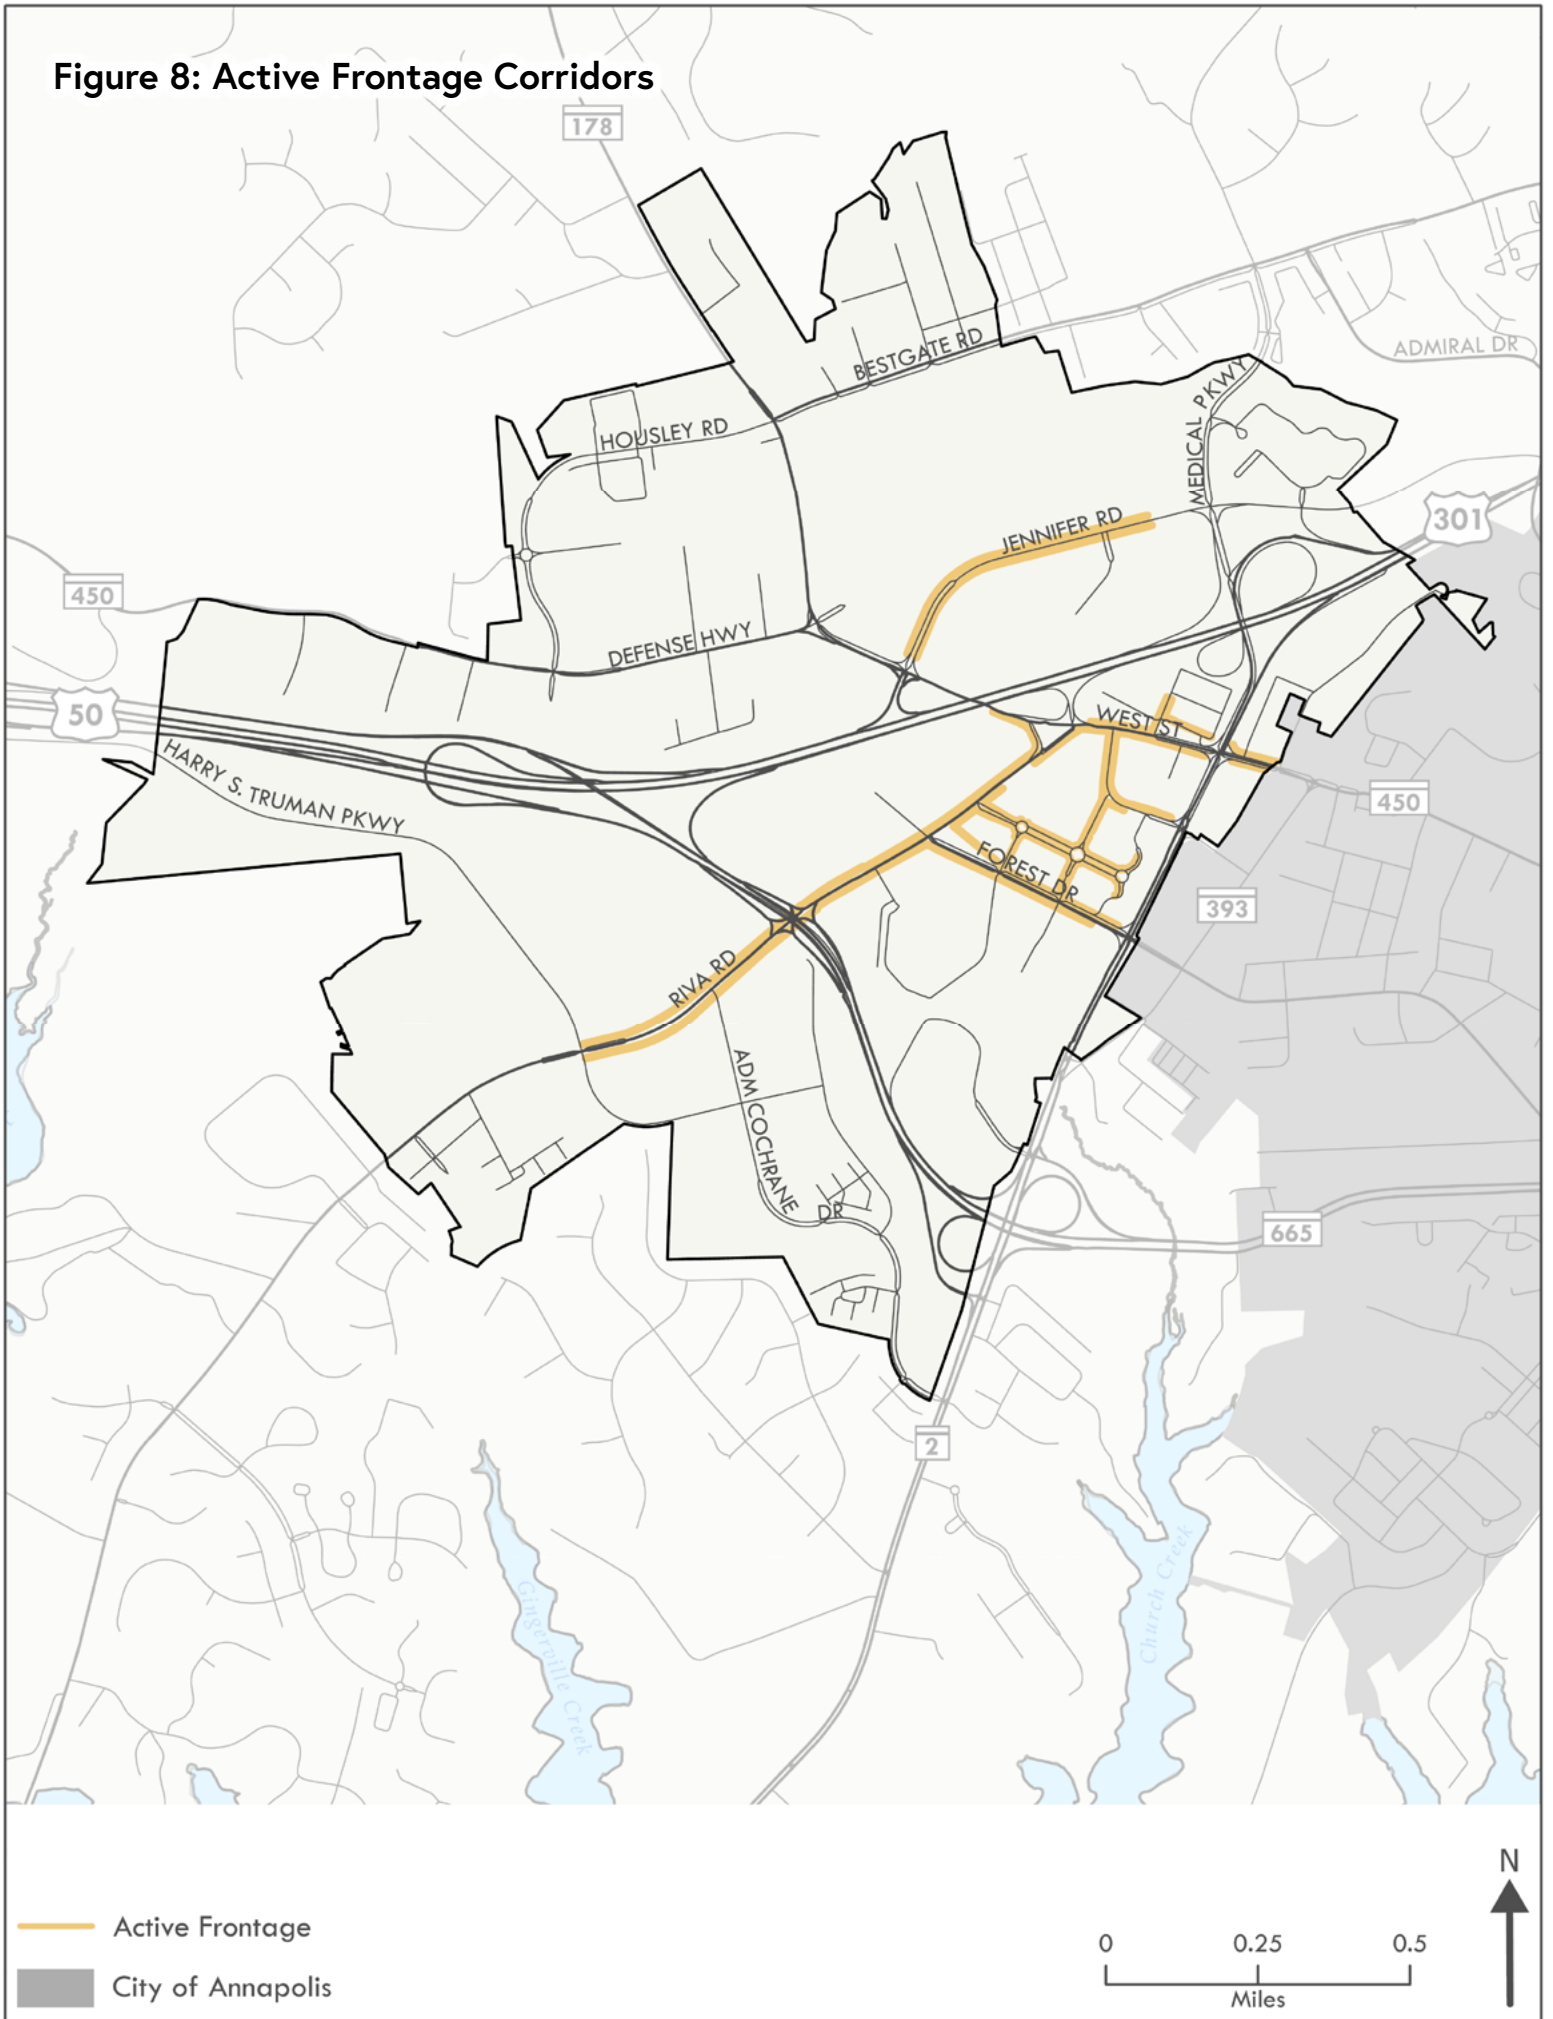 Figure 8: Active Frontage Corridors
178
BESTGATE RD
ADMIRAL DR
MEDICAL PKWY
HOUSLEY RD
301
JENNIFER RD
450
DEFENSE HWY
50
WEST ST
HARRY S. TRUMAN PKWY
450
FOREST DR
393
RIVA RD
ADM COCHRANE DR
665
2
Church Creek
Gingerville Creek
N
Active Frontage
City of Annapolis
0 0.25 0.5
Miles